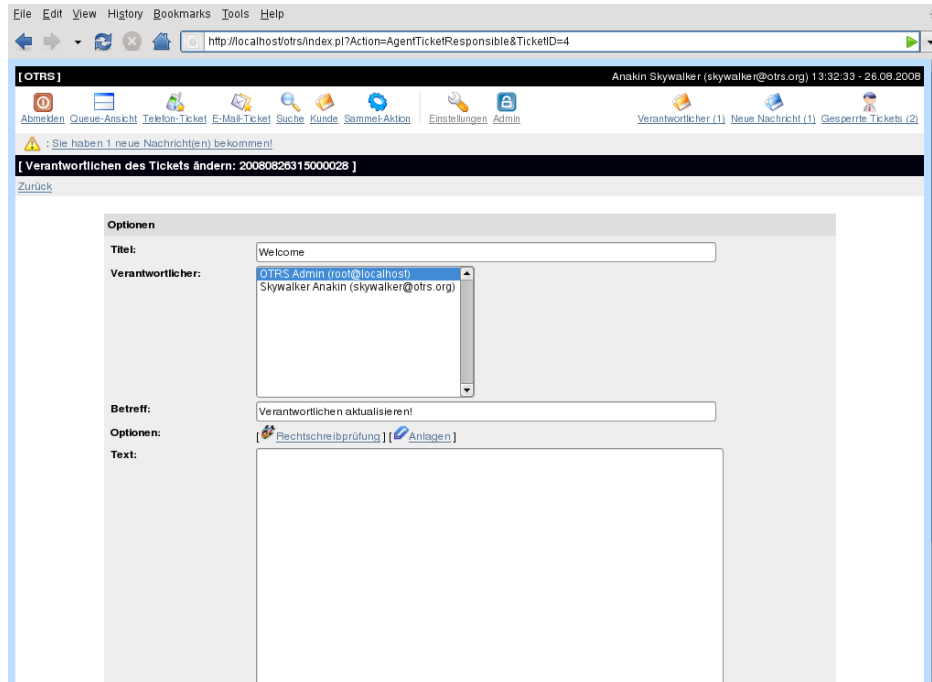 File Edit View History Bookmarks Tools Help
http://localhost/otrs/index.pl?Action=AgentTicketResponsible&TicketID=4
[ OTRS ] Anakin Skywalker (skywalker@otrs.org) 13:32:33 - 26.08.2008
Abmelden Queue-Ansicht Telefon-Ticket E-Mail-Ticket Suche Kunde Sammel-Aktion Einstellungen Admin Verantwortlicher (1) Neue Nachricht (1) Gesperrte Tickets (2)
: Sie haben 1 neue Nachricht(en) bekommen!
[ Verantwortlichen des Tickets ändern: 20080826315000028 ]
Zurück
Optionen
Titel: Welcome
Verantwortlicher: OTRS Admin (root@localhost)
Skywalker Anakin (skywalker@otrs.org)
Betreff: Verantwortlichen aktualisieren!
Optionen: [ Rechtschreibprüfung ] [ Anlagen ]
Text: